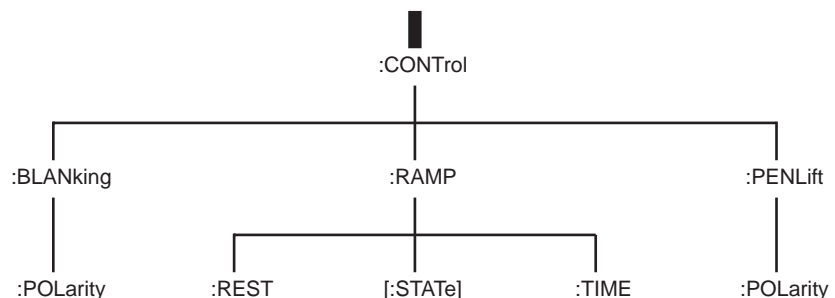 :CONTrol
:BLANking :RAMP :PENLift
:POLarity :REST [:STATe] :TIME :POLarity